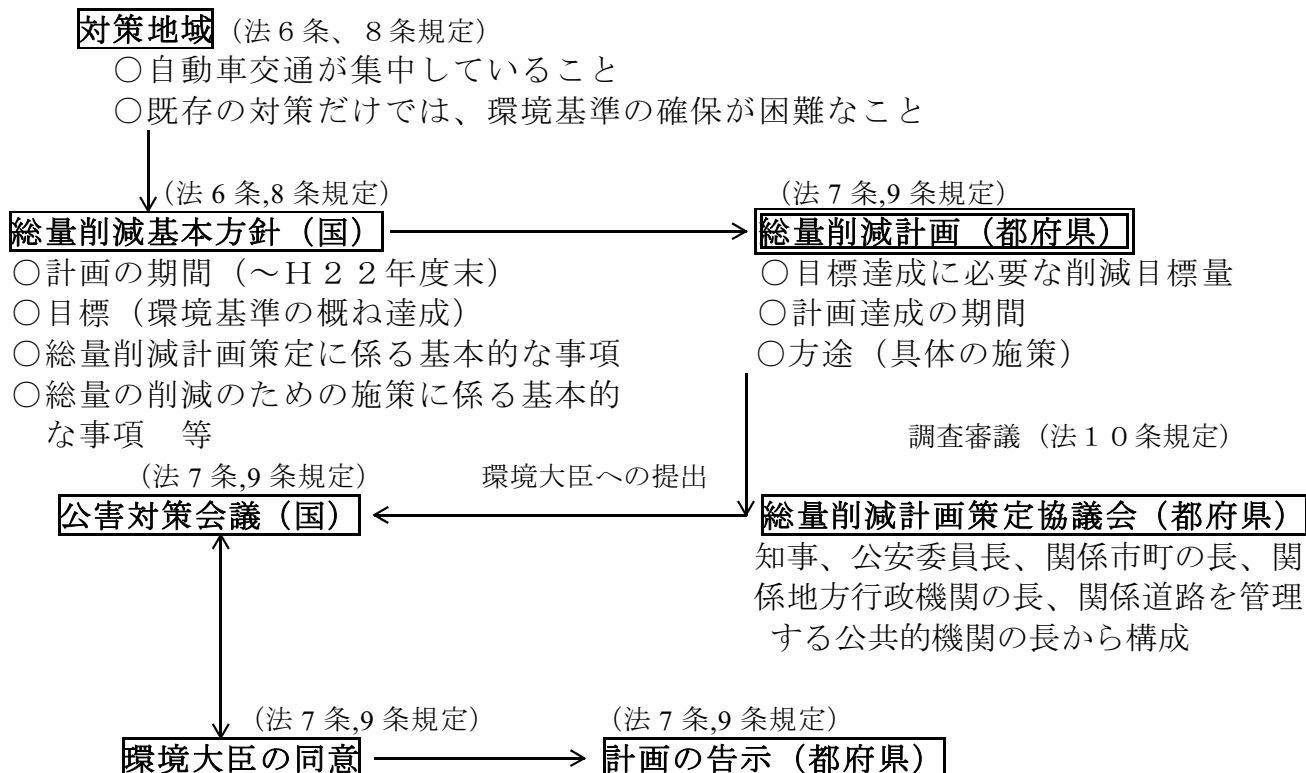 対策地域（法６条、８条規定）
○自動車交通が集中していること
○既存の対策だけでは、環境基準の確保が困難なこと
（法 6 条,8 条規定）
総量削減基本方針（国）
○計画の期間（～Ｈ２２年度末）
○目標（環境基準の概ね達成）
○総量削減計画策定に係る基本的な事項
○総量の削減のための施策に係る基本的
な事項　等
（法 7 条,9 条規定）
総量削減計画（都府県）
○目標達成に必要な削減目標量
○計画達成の期間
○方途（具体の施策）
調査審議（法１０条規定）
（法 7 条,9 条規定）
環境大臣への提出
公害対策会議（国）
総量削減計画策定協議会（都府県）
知事、公安委員長、関係市町の長、関
係地方行政機関の長、関係道路を管理
する公共的機関の長から構成
（法 7 条,9 条規定）
環境大臣の同意
（法 7 条,9 条規定）
計画の告示（都府県）